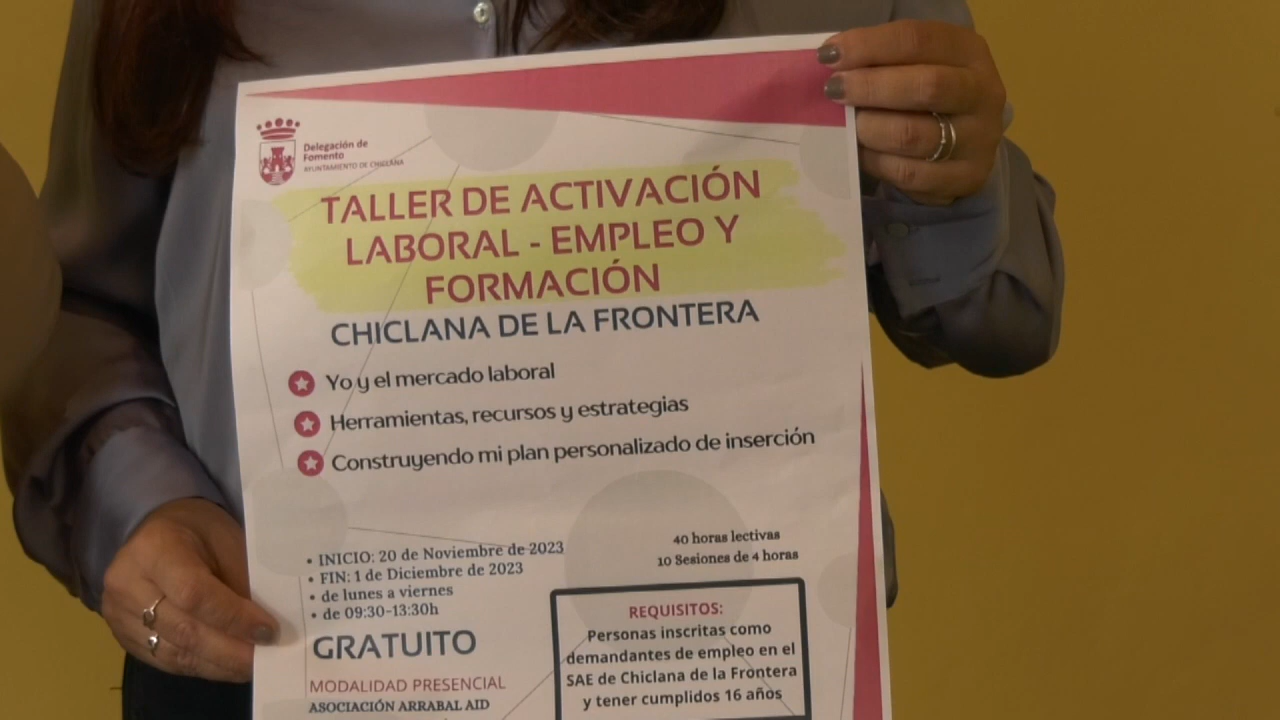 Delegación de
Fomento
AYUNTAMIENTO DE CHICLANA
TALLER DE ACTIVACIÓN
LABORAL - EMPLEO Y
FORMACIÓN
CHICLANA DE LA FRONTERA
Yo y el mercado laboral
Herramientas, recursos y estrategias
Construyendo mi plan personalizado de inserción
• INICIO: 20 de Noviembre de 2023
• FIN: 1 de Diciembre de 2023
• de lunes a viernes
• de 09:30-13:30h
GRATUITO
MODALIDAD PRESENCIAL
ASOCIACIÓN ARRABAL AID
40 horas lectivas
10 Sesiones de 4 horas
REQUISITOS:
Personas inscritas como
demandantes de empleo en el
SAE de Chiclana de la Frontera
y tener cumplidos 16 años